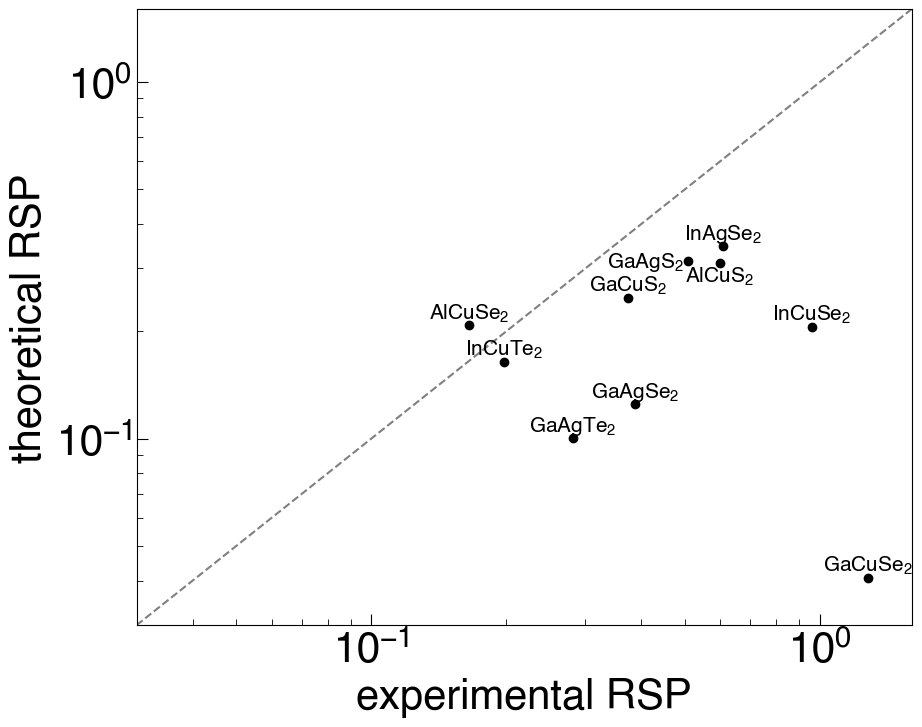 theoretical RSP
10⁰
10⁻¹
InAgSe₂
GaAgS₂
AlCuS₂
GaCuS₂
AlCuSe₂
InCuSe₂
InCuTe₂
GaAgSe₂
GaAgTe₂
GaCuSe₂
10⁻¹
10⁰
experimental RSP